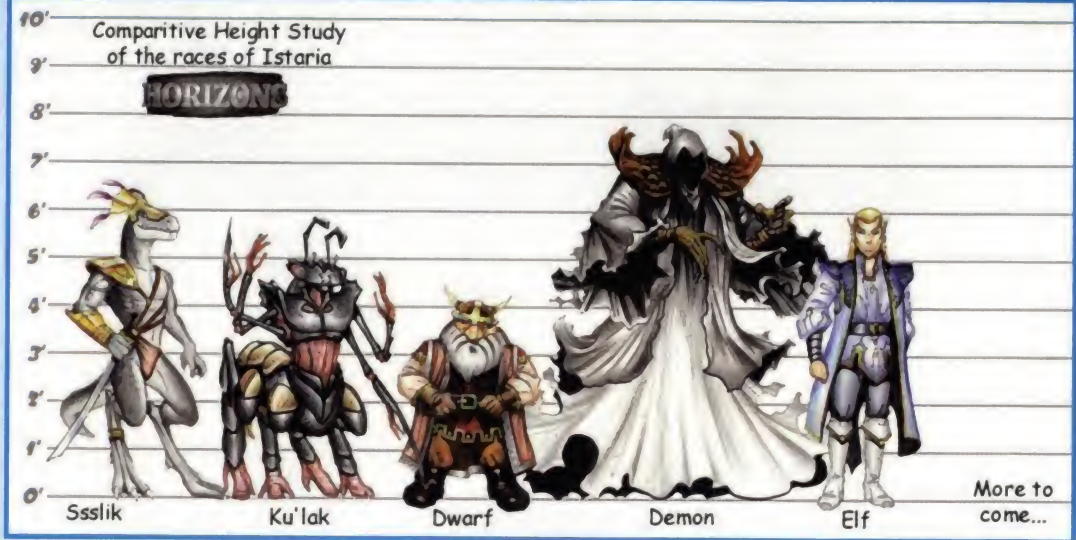 10'
Comparitive Height Study
of the races of Istaria
9'
HORIZONS
8'
7'
6'
5'
4'
3'
2'
1'
0'
Ssslik Ku'lak Dwarf Demon Elf More to
come...